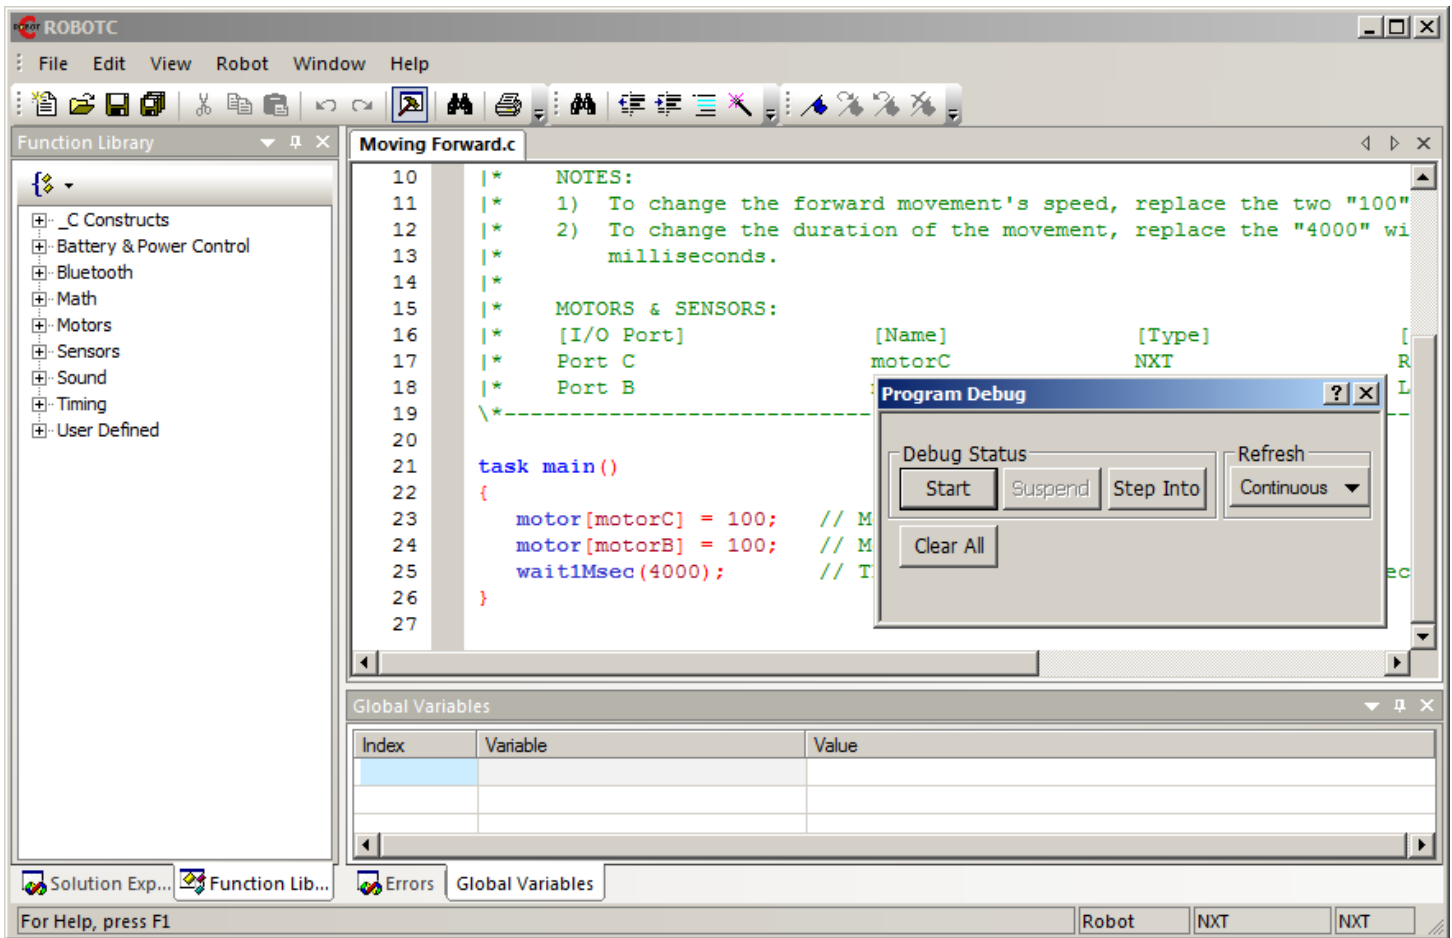 ROBOTC
File Edit View Robot Window Help
Function Library
_C Constructs
Battery & Power Control
Bluetooth
Math
Motors
Sensors
Sound
Timing
User Defined
Moving Forward.c
10 |* NOTES:
11 |* 1) To change the forward movement's speed, replace the two "100"
12 |* 2) To change the duration of the movement, replace the "4000" wi
13 |* milliseconds.
14 |*
15 |* MOTORS & SENSORS:
16 |* [I/O Port] [Name] [Type] [
17 |* Port C motorC NXT R
18 |* Port B L
19 \*----------------------------
20
21 task main()
22 {
23 motor[motorC] = 100; // M
24 motor[motorB] = 100; // M
25 wait1Msec(4000); // T ec
26 }
27
Program Debug
Debug Status
Start Suspend Step Into
Refresh
Continuous
Clear All
Global Variables
Index Variable Value
Solution Exp... Function Lib... Errors Global Variables
For Help, press F1 Robot NXT NXT